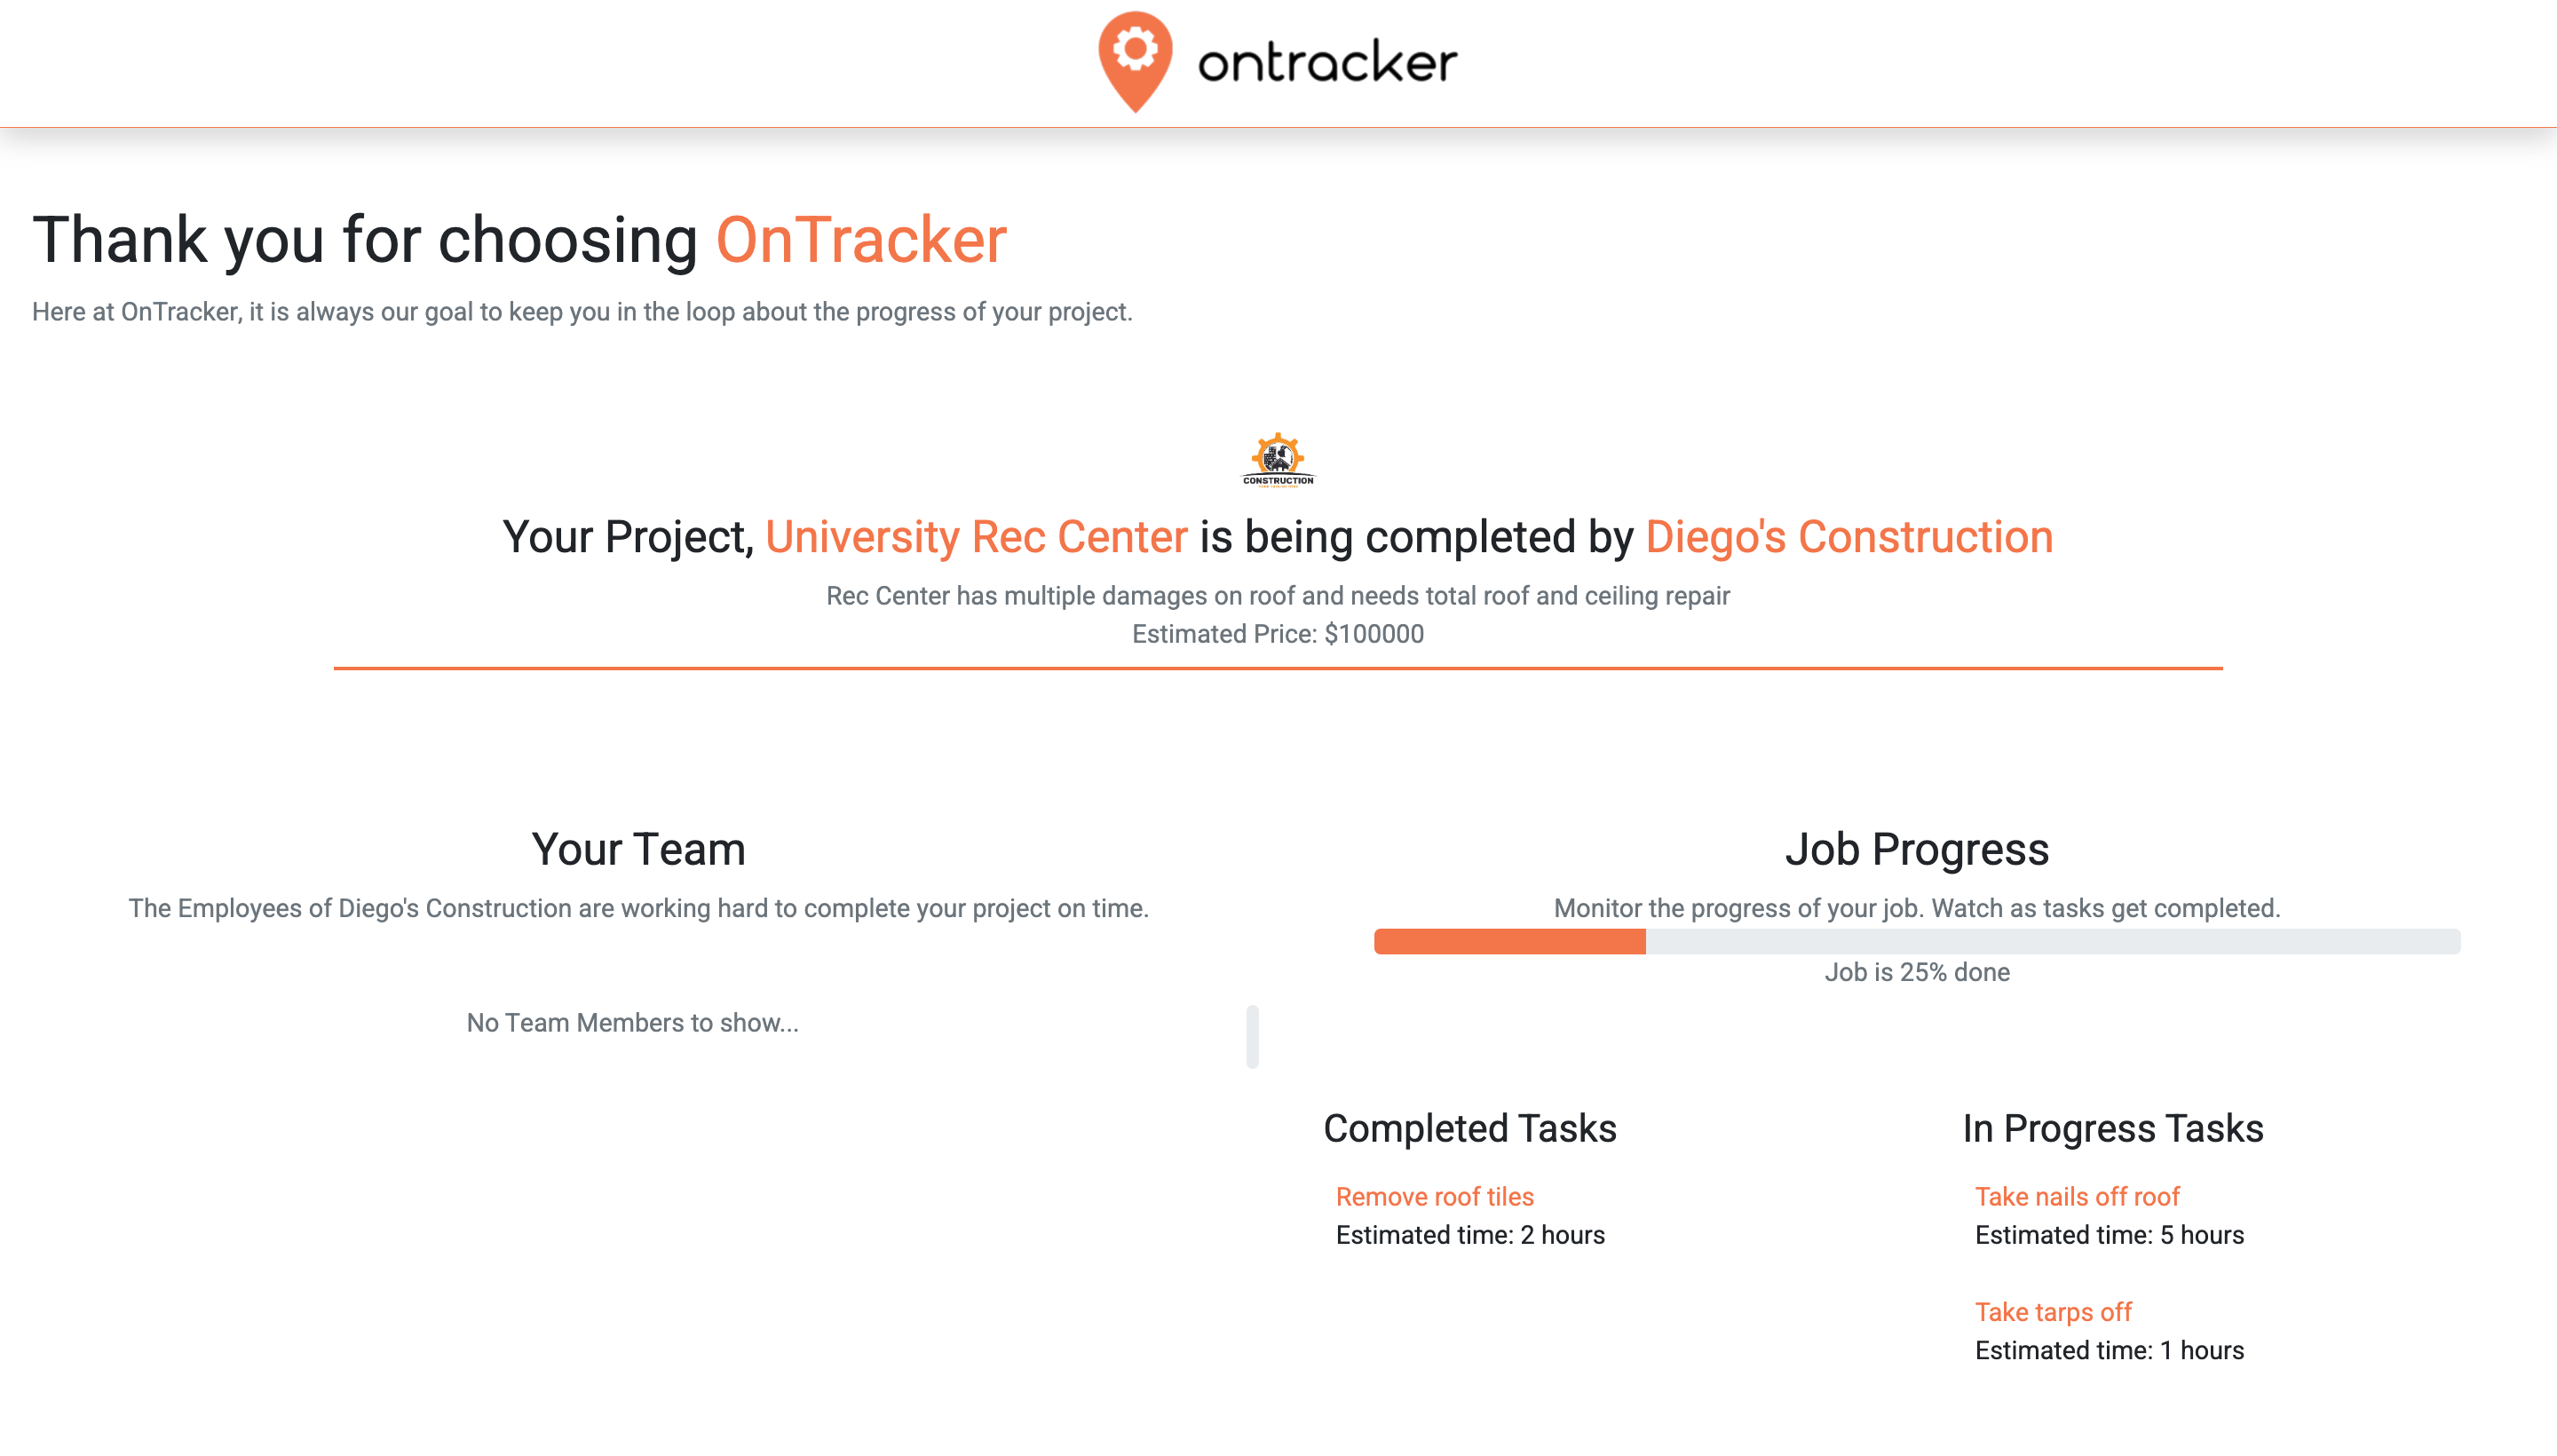 ontracker
Thank you for choosing OnTracker
Here at OnTracker, it is always our goal to keep you in the loop about the progress of your project.
CONSTRUCTION
Your Project, University Rec Center is being completed by Diego's Construction
Rec Center has multiple damages on roof and needs total roof and ceiling repair
Estimated Price: $100000
Your Team
The Employees of Diego's Construction are working hard to complete your project on time.
No Team Members to show...
Job Progress
Monitor the progress of your job. Watch as tasks get completed.
Job is 25% done
Completed Tasks
Remove roof tiles
Estimated time: 2 hours
In Progress Tasks
Take nails off roof
Estimated time: 5 hours
Take tarps off
Estimated time: 1 hours